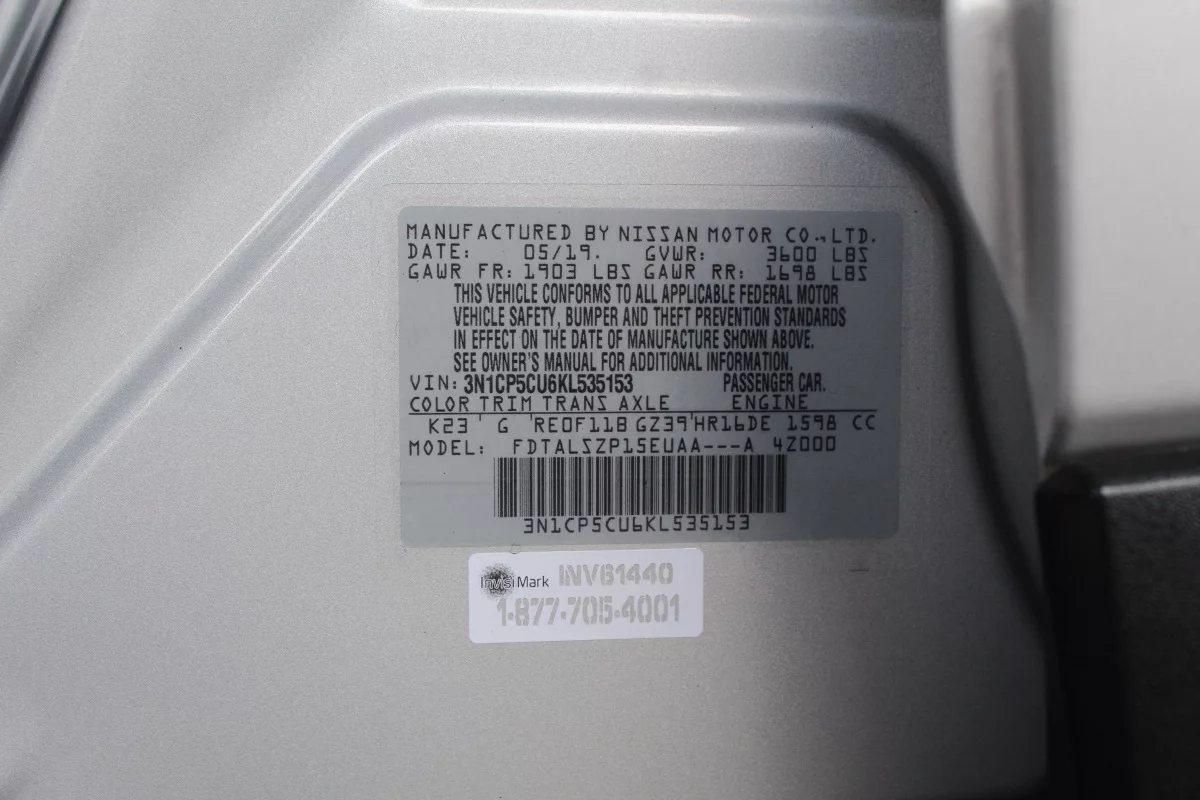 MANUFACTURED BY NISSAN MOTOR CO., LTD.
DATE: 05/19. GVWR: 3600 LBS
GAWR FR: 1903 LBS GAWR RR: 1698 LBS
THIS VEHICLE CONFORMS TO ALL APPLICABLE FEDERAL MOTOR
VEHICLE SAFETY, BUMPER AND THEFT PREVENTION STANDARDS
IN EFFECT ON THE DATE OF MANUFACTURE SHOWN ABOVE.
SEE OWNER'S MANUAL FOR ADDITIONAL INFORMATION.
VIN: 3N1CP5CU6KL535153 PASSENGER CAR.
COLOR TRIM TRANS AXLE ENGINE
K23 G RE0F11B GZ39 HR16DE 1598 CC
MODEL: FDTALSZP15EUAA---A 4Z000
3N1CP5CU6KL535153
InvisiMark INV61440
1-877-705-4001